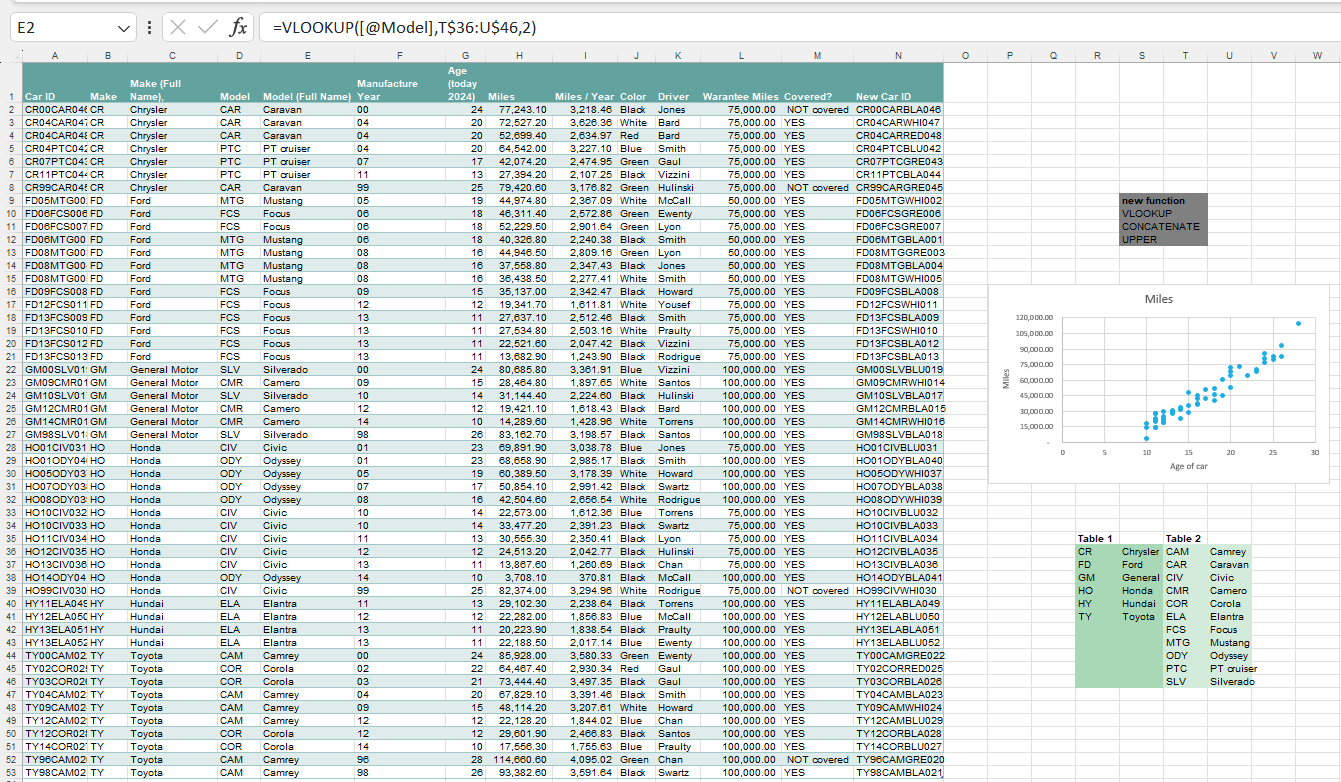 E2 fx =VLOOKUP([@Model],T$36:U$46,2)
A B C D E F G H I J K L M N O P Q R S T U V W
1 Car ID Make Make (Full Name), Model Model (Full Name) Manufacture Year Age (today 2024) Miles Miles / Year Color Driver Warantee Miles Covered? New Car ID
2 CR00CAR046 CR Chrysler CAR Caravan 00 24 77,243.10 3,218.46 Black Jones 75,000.00 NOT covered CR00CARBLA046
3 CR04CAR047 CR Chrysler CAR Caravan 04 20 72,527.20 3,626.36 White Bard 75,000.00 YES CR04CARWHI047
4 CR04CAR048 CR Chrysler CAR Caravan 04 20 52,699.40 2,634.97 Red Bard 75,000.00 YES CR04CARRED048
5 CR04PTC042 CR Chrysler PTC PT cruiser 04 20 64,542.00 3,227.10 Blue Smith 75,000.00 YES CR04PTCBLU042
6 CR07PTC043 CR Chrysler PTC PT cruiser 07 17 42,074.20 2,474.95 Green Gaul 75,000.00 YES CR07PTCGRE043
7 CR11PTC044 CR Chrysler PTC PT cruiser 11 13 27,394.20 2,107.25 Black Vizzini 75,000.00 YES CR11PTCBLA044
8 CR99CAR045 CR Chrysler CAR Caravan 99 25 79,420.60 3,176.82 Green Hulinski 75,000.00 NOT covered CR99CARGRE045
9 FD05MTG00 FD Ford MTG Mustang 05 19 44,974.80 2,367.09 White McCall 50,000.00 YES FD05MTGWHI002
10 FD06FCS006 FD Ford FCS Focus 06 18 46,311.40 2,572.86 Green Ewenty 75,000.00 YES FD06FCSGRE006
11 FD06FCS007 FD Ford FCS Focus 06 18 52,229.50 2,901.64 Green Lyon 75,000.00 YES FD06FCSGRE007
12 FD06MTG00 FD Ford MTG Mustang 06 18 40,326.80 2,240.38 Black Smith 50,000.00 YES FD06MTGBLA001
13 FD08MTG00 FD Ford MTG Mustang 08 16 44,946.50 2,809.16 Green Lyon 50,000.00 YES FD08MTGGRE003
14 FD08MTG00 FD Ford MTG Mustang 08 16 37,558.80 2,347.43 Black Jones 50,000.00 YES FD08MTGBLA004
15 FD08MTG00 FD Ford MTG Mustang 08 16 36,438.50 2,277.41 White Smith 50,000.00 YES FD08MTGWHI005
16 FD09FCS008 FD Ford FCS Focus 09 15 35,137.00 2,342.47 Black Howard 75,000.00 YES FD09FCSBLA008
17 FD12FCS011 FD Ford FCS Focus 12 12 19,341.70 1,611.81 White Yousef 75,000.00 YES FD12FCSWHI011
18 FD13FCS009 FD Ford FCS Focus 13 11 27,637.10 2,512.46 Black Smith 75,000.00 YES FD13FCSBLA009
19 FD13FCS010 FD Ford FCS Focus 13 11 27,534.80 2,503.16 White Praulty 75,000.00 YES FD13FCSWHI010
20 FD13FCS012 FD Ford FCS Focus 13 11 22,521.60 2,047.42 Black Vizzini 75,000.00 YES FD13FCSBLA012
21 FD13FCS013 FD Ford FCS Focus 13 11 13,682.90 1,243.90 Black Rodrigue 75,000.00 YES FD13FCSBLA013
22 GM00SLV01 GM General Motor SLV Silverado 00 24 80,685.80 3,361.91 Blue Vizzini 100,000.00 YES GM00SLVBLU019
23 GM09CMR01 GM General Motor CMR Camero 09 15 28,464.80 1,897.65 White Santos 100,000.00 YES GM09CMRWHI014
24 GM10SLV01 GM General Motor SLV Silverado 10 14 31,144.40 2,224.60 Black Hulinski 100,000.00 YES GM10SLVBLA017
25 GM12CMR01 GM General Motor CMR Camero 12 12 19,421.10 1,618.43 Black Bard 100,000.00 YES GM12CMRBLA015
26 GM14CMR01 GM General Motor CMR Camero 14 10 14,289.60 1,428.96 White Torrens 100,000.00 YES GM14CMRWHI016
27 GM98SLV01 GM General Motor SLV Silverado 98 26 83,162.70 3,198.57 Black Santos 100,000.00 YES GM98SLVBLA018
28 HO01CIV031 HO Honda CIV Civic 01 23 69,891.90 3,038.78 Blue Jones 75,000.00 YES HO01CIVBLU031
29 HO01ODY04 HO Honda ODY Odyssey 01 23 68,658.90 2,985.17 Black Smith 100,000.00 YES HO01ODYBLA040
30 HO05ODY03 HO Honda ODY Odyssey 05 19 60,389.50 3,178.39 White Howard 100,000.00 YES HO05ODYWHI037
31 HO07ODY03 HO Honda ODY Odyssey 07 17 50,854.10 2,991.42 Black Swartz 100,000.00 YES HO07ODYBLA038
32 HO08ODY03 HO Honda ODY Odyssey 08 16 42,504.60 2,656.54 White Rodrigue 100,000.00 YES HO08ODYWHI039
33 HO10CIV032 HO Honda CIV Civic 10 14 22,573.00 1,612.36 Blue Torrens 75,000.00 YES HO10CIVBLU032
34 HO10CIV033 HO Honda CIV Civic 10 14 33,477.20 2,391.23 Black Swartz 75,000.00 YES HO10CIVBLA033
35 HO11CIV034 HO Honda CIV Civic 11 13 30,555.30 2,350.41 Black Lyon 75,000.00 YES HO11CIVBLA034
36 HO12CIV035 HO Honda CIV Civic 12 12 24,513.20 2,042.77 Black Hulinski 75,000.00 YES HO12CIVBLA035
37 HO13CIV036 HO Honda CIV Civic 13 11 13,867.60 1,260.69 Black Chan 75,000.00 YES HO13CIVBLA036
38 HO14ODY04 HO Honda ODY Odyssey 14 10 3,708.10 370.81 Black McCall 100,000.00 YES HO14ODYBLA041
39 HO99CIV030 HO Honda CIV Civic 99 25 82,374.00 3,294.96 White Rodrigue 75,000.00 NOT covered HO99CIVWHI030
40 HY11ELA049 HY Hundai ELA Elantra 11 13 29,102.30 2,238.64 Black Torrens 100,000.00 YES HY11ELABLA049
41 HY12ELA050 HY Hundai ELA Elantra 12 12 22,282.00 1,856.83 Blue McCall 100,000.00 YES HY12ELABLU050
42 HY13ELA051 HY Hundai ELA Elantra 13 11 20,223.90 1,838.54 Black Praulty 100,000.00 YES HY13ELABLA051
43 HY13ELA052 HY Hundai ELA Elantra 13 11 22,188.50 2,017.14 Blue Ewenty 100,000.00 YES HY13ELABLU052
44 TY00CAM02 TY Toyota CAM Camrey 00 24 85,928.00 3,580.33 Green Ewenty 100,000.00 YES TY00CAMGRE022
45 TY02COR02 TY Toyota COR Corola 02 22 64,467.40 2,930.34 Red Gaul 100,000.00 YES TY02CORRED025
46 TY03COR02 TY Toyota COR Corola 03 21 73,444.40 3,497.35 Black Gaul 100,000.00 YES TY03CORBLA026
47 TY04CAM02 TY Toyota CAM Camrey 04 20 67,829.10 3,391.46 Black Smith 100,000.00 YES TY04CAMBLA023
48 TY09CAM02 TY Toyota CAM Camrey 09 15 48,114.20 3,207.61 White Howard 100,000.00 YES TY09CAMWHI024
49 TY12CAM02 TY Toyota CAM Camrey 12 12 22,128.20 1,844.02 Blue Chan 100,000.00 YES TY12CAMBLU029
50 TY12COR02 TY Toyota COR Corola 12 12 29,601.90 2,466.83 Black Santos 100,000.00 YES TY12CORBLA028
51 TY14COR02 TY Toyota COR Corola 14 10 17,556.30 1,755.63 Blue Praulty 100,000.00 YES TY14CORBLU027
52 TY96CAM02 TY Toyota CAM Camrey 96 28 114,660.60 4,095.02 Green Chan 100,000.00 NOT covered TY96CAMGRE020
53 TY98CAM02 TY Toyota CAM Camrey 98 26 93,382.60 3,591.64 Black Swartz 100,000.00 YES TY98CAMBLA021
new function
VLOOKUP
CONCATENATE
UPPER
Miles
120,000.00
105,000.00
90,000.00
75,000.00
60,000.00
45,000.00
30,000.00
15,000.00
-
Miles
0 5 10 15 20 25 30
Age of car
Table 1 Table 2
CR Chrysler CAM Camrey
FD Ford CAR Caravan
GM General CIV Civic
HO Honda CMR Camero
HY Hundai COR Corola
TY Toyota ELA Elantra
FCS Focus
MTG Mustang
ODY Odyssey
PTC PT cruiser
SLV Silverado